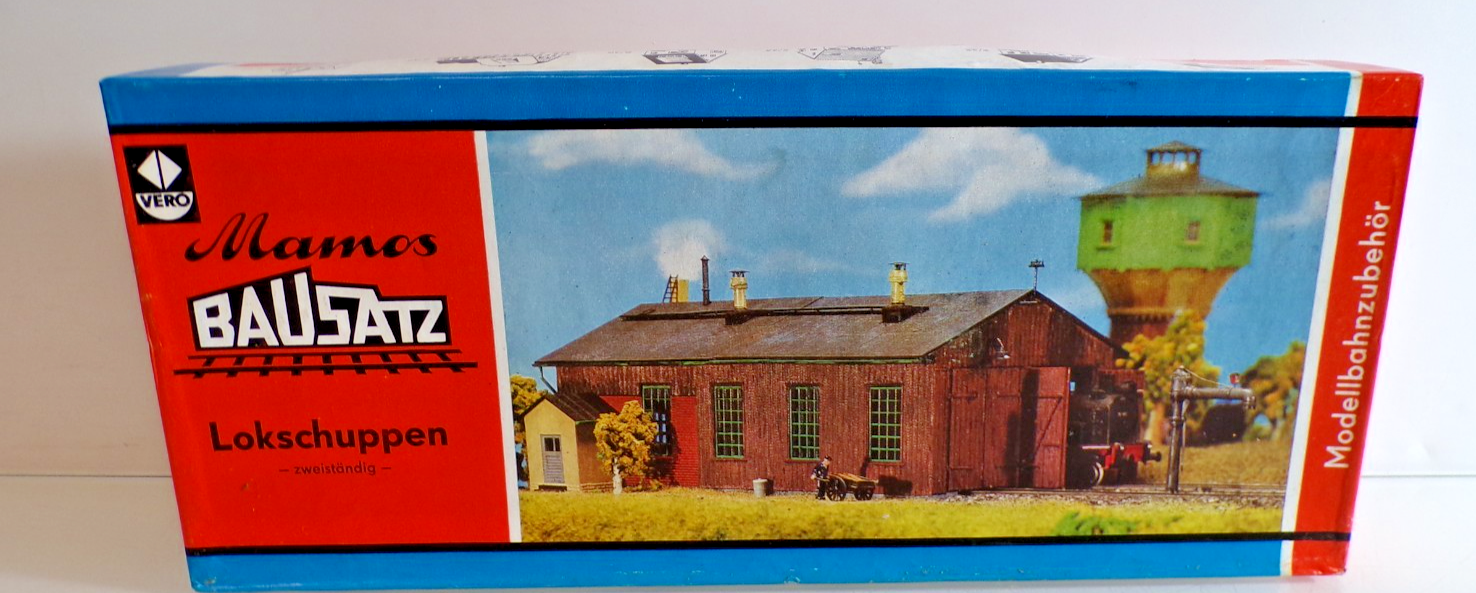 VERO
Mamos
BAUSATZ
Lokschuppen
– zweiständig –
Modellbahnzubehör